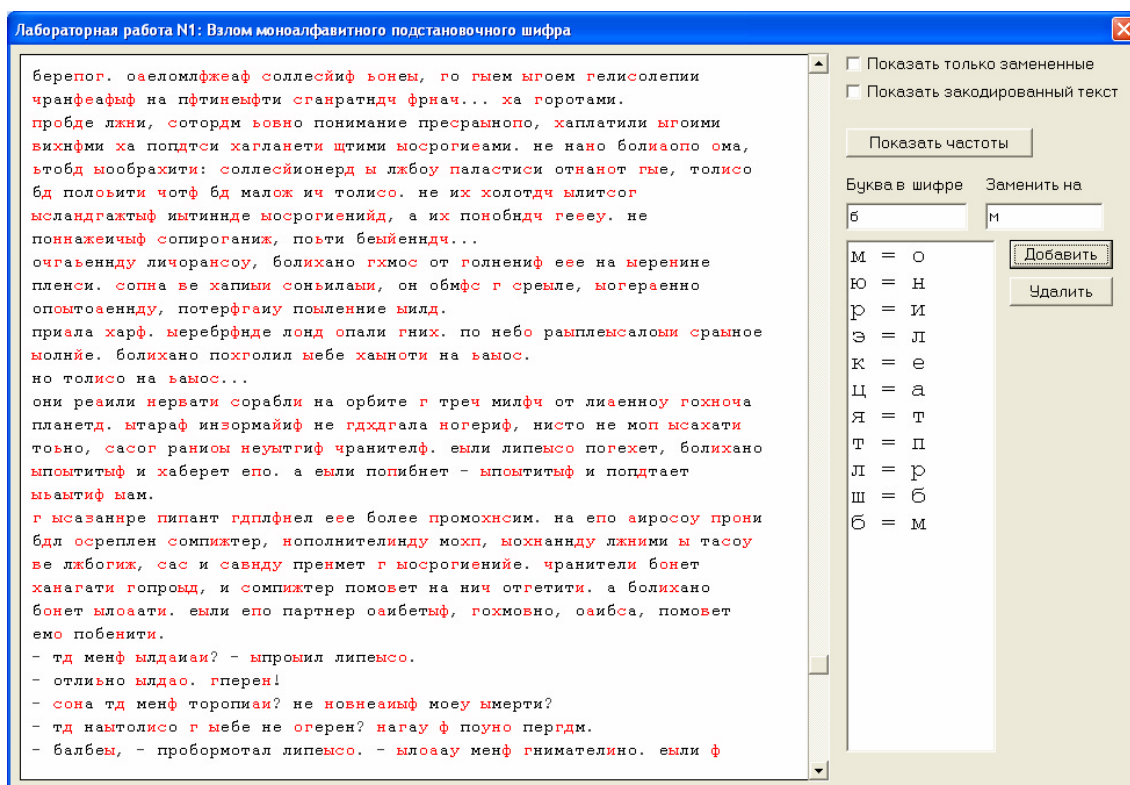 Лабораторная работа N1: Взлом моноалфавитного подстановочного шифра
берепог. оаеломлфжеаф соллесйиф ьонеы, го гыем ыгоем гелисолепии
чранфеафыф на пфтинеыфти сганратндч фрнач... ха горотами.
пробде лжни, сотордм ьовно понимание пресраынопо, хаплатили ыгоими
вихнфми ха попдтси хагланети щтими ыосрогиеами. не нано болиаопо ома,
ьтобд ыообрахити: соллесйионерд ы лжбоу паластиси отнанот гые, толисо
бд положити чотф бд малож ич толисо. не их холотдч ылитсог
ысландгажтыф иытиннде ыосрогиенийд, а их понобндч геееу. не
поннажеичыф сопироганиж, поьти беыйенндч...
очгаьеннду личорансоу, болихано гхмос от голнениф еее на ыеренине
пленси. сопна ве хапиыи соньилаыи, он обмфс г среыле, ыогераенно
опоытоаеннду, потерфгаиу поыленние ыилд.
приала харф. ыеребрфнде лонд опали гних. по небо раыплеысалоыи сраыное
ыолнйе. болихано похголил ыебе хаыноти на ьаыос.
но толисо на ьаыос...
они реаили нервати сорабли на орбите г треч милфч от лиаенноу гохноча
планетд. ытараф инзормайиф не гдхдгала ногериф, нисто не моп ысахати
тоьно, сасог раниоы неуытгиф чранителф. еыли липеысо погехет, болихано
ыпоытитыф и хаберет епо. а еыли попибнет - ыпоытитыф и попдтает
ыьаытиф ыам.
г ысазаннре пипант гдплфнел еее более промохнсим. на епо аиросоу прони
бдл осреплен сомпижтер, нополнителинду мохп, ыохнаннду лжними ы тасоу
ве лжбогиж, сас и савнду пренмет г ыосрогиенийе. чранители бонет
ханагати гопроыд, и сомпижтер помовет на нич отгетити. а болихано
бонет ылоаати. еыли епо партнер оаибетыф, гохмовно, оаибса, помовет
емо побенити.
- тд менф ылдаиаи? - ыпроыил липеысо.
- отлиьно ылдао. гперен!
- сона тд менф торопиаи? не новнеаиыф моеу ымерти?
- тд наытолисо г ыебе не огерен? нагау ф поуно пергдм.
- балбеы, - пробормотал липеысо. - ылоаау менф гнимателино. еыли ф
Показать только замененные
Показать закодированный текст
Показать частоты
Буква в шифре Заменить на
б м
Добавить
Удалить
м = о
ю = н
р = и
э = л
к = е
ц = а
я = т
т = п
л = р
ш = б
б = м